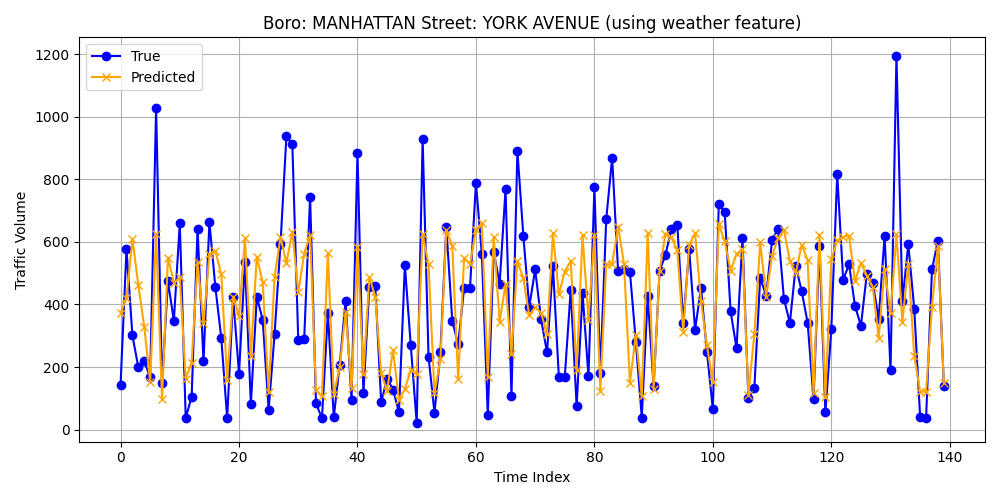 Boro: MANHATTAN Street: YORK AVENUE (using weather feature)
True
Predicted
1200
1000
800
600
400
200
0
Traffic Volume
0 20 40 60 80 100 120 140
Time Index